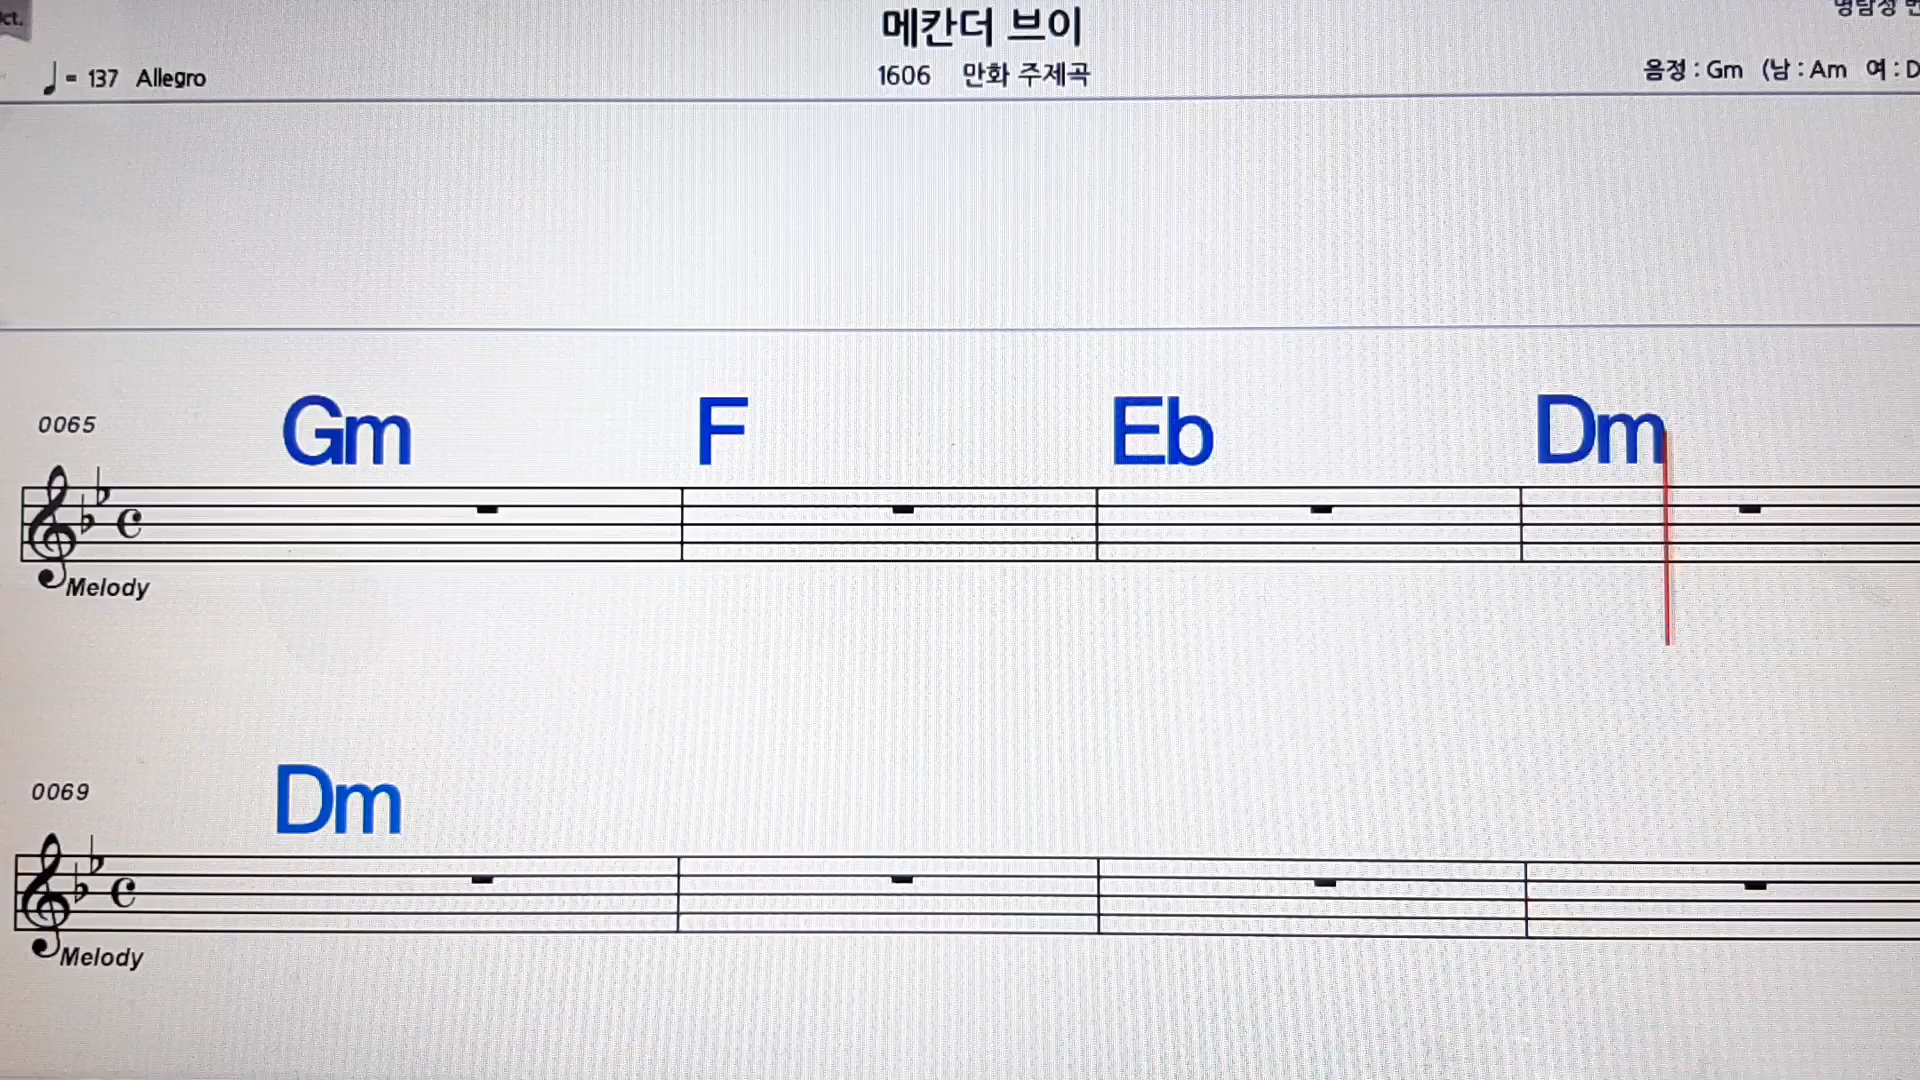 메칸더 브이
= 137 Allegro
1606 만화 주제곡
음정 : Gm (남 : Am 여 : D
0065
Gm F Eb Dm
Melody
0069
Dm
Melody